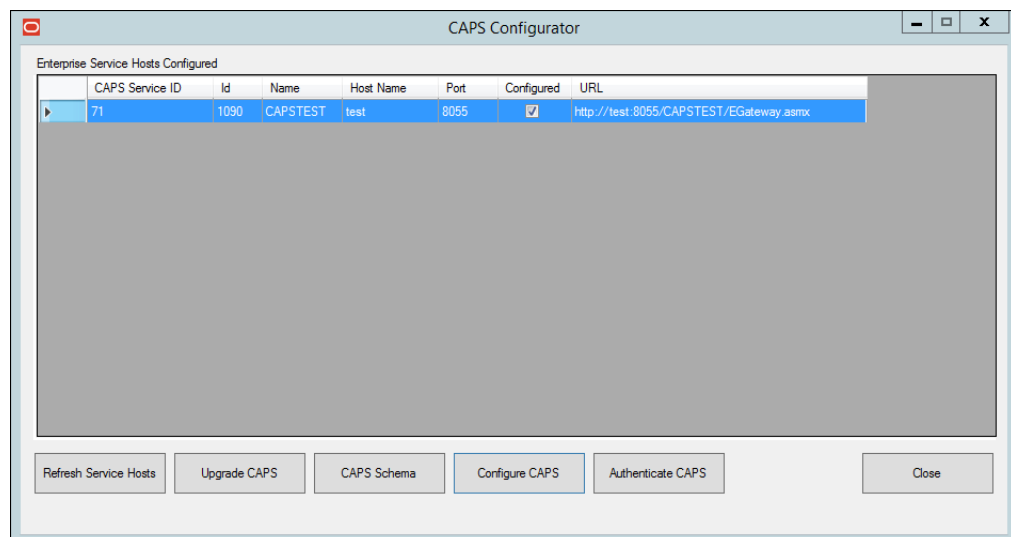 CAPS Configurator
Enterprise Service Hosts Configured
CAPS Service ID Id Name Host Name Port Configured URL
71 1090 CAPSTEST test 8055 http://test:8055/CAPSTEST/EGateway.asmx
Refresh Service Hosts Upgrade CAPS CAPS Schema Configure CAPS Authenticate CAPS Close